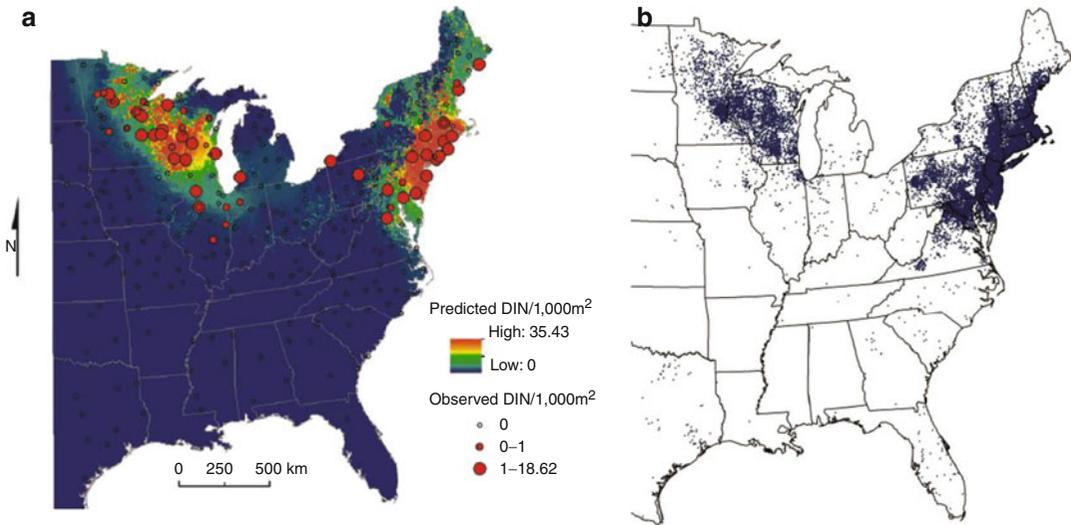 a
b
N
Predicted DIN/1,000m²
High: 35.43
Low: 0
Observed DIN/1,000m²
0
0–1
1–18.62
0 250 500 km